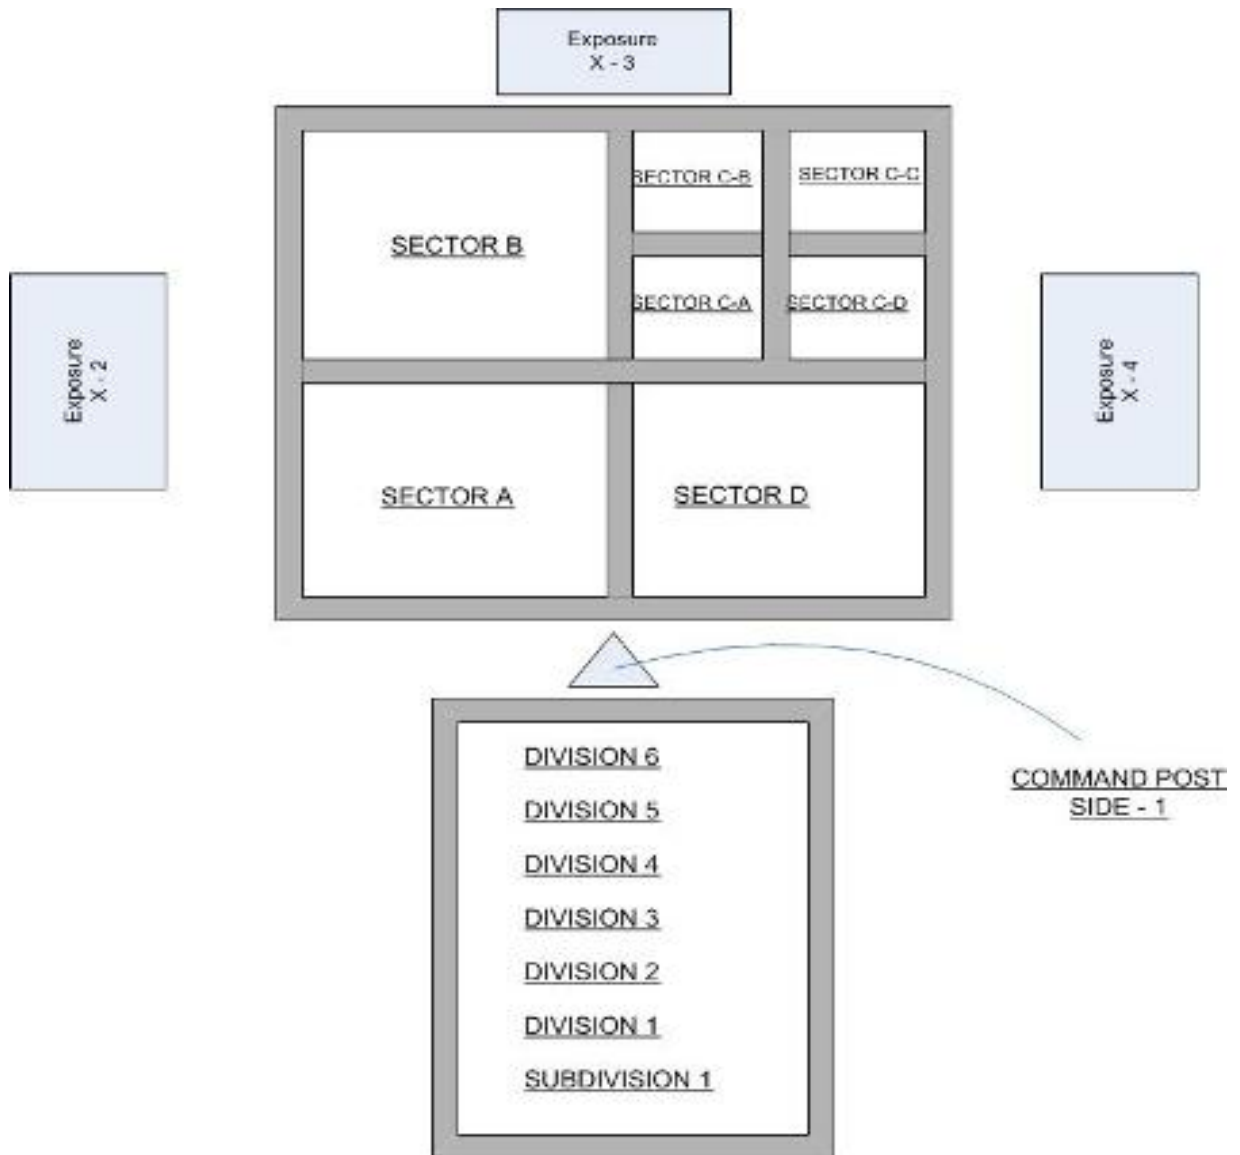 Exposure
X - 3
SECTOR C-B
SECTOR C-C
SECTOR B
SECTOR C-A
SECTOR C-D
Exposure
X - 2
Exposure
X - 4
SECTOR A
SECTOR D
COMMAND POST
SIDE - 1
DIVISION 6
DIVISION 5
DIVISION 4
DIVISION 3
DIVISION 2
DIVISION 1
SUBDIVISION 1